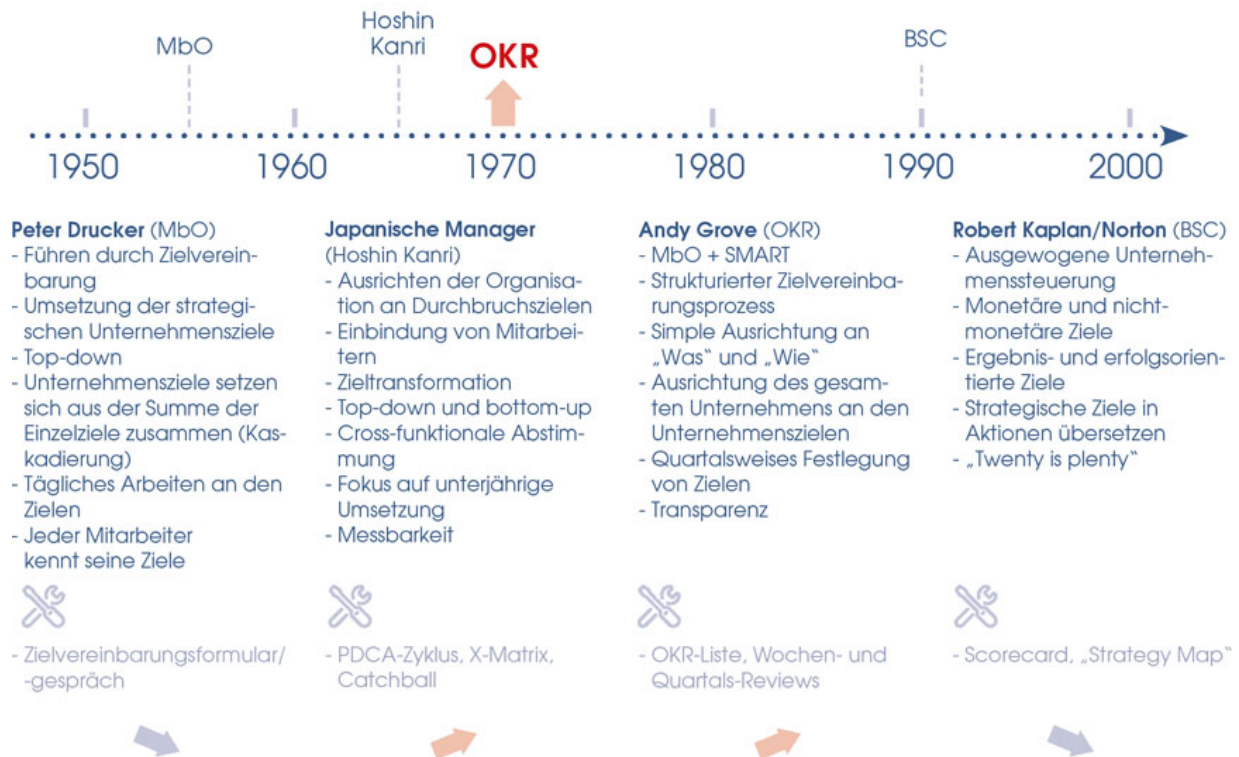 MbO
Hoshin
Kanri
OKR
BSC
1950
1960
1970
1980
1990
2000
Peter Drucker (MbO)
- Führen durch Zielverein-
barung
- Umsetzung der strategi-
schen Unternehmensziele
- Top-down
- Unternehmensziele setzen
sich aus der Summe der
Einzelziele zusammen (Kas-
kadierung)
- Tägliches Arbeiten an den
Zielen
- Jeder Mitarbeiter
kennt seine Ziele
- Zielvereinbarungsformular/
-gespräch
Japanische Manager
(Hoshin Kanri)
- Ausrichten der Organisa-
tion an Durchbruchszielen
- Einbindung von Mitarbei-
tern
- Zieltransformation
- Top-down und bottom-up
- Cross-funktionale Abstim-
mung
- Fokus auf unterjährige
Umsetzung
- Messbarkeit
- PDCA-Zyklus, X-Matrix,
Catchball
Andy Grove (OKR)
- MbO + SMART
- Strukturierter Zielvereinba-
rungsprozess
- Simple Ausrichtung an
„Was“ und „Wie“
- Ausrichtung des gesam-
ten Unternehmens an den
Unternehmenszielen
- Quartalsweises Festlegung
von Zielen
- Transparenz
- OKR-Liste, Wochen- und
Quartals-Reviews
Robert Kaplan/Norton (BSC)
- Ausgewogene Unterneh-
menssteuerung
- Monetäre und nicht-
monetäre Ziele
- Ergebnis- und erfolgsorien-
tierte Ziele
- Strategische Ziele in
Aktionen übersetzen
- „Twenty is plenty“
- Scorecard, „Strategy Map“